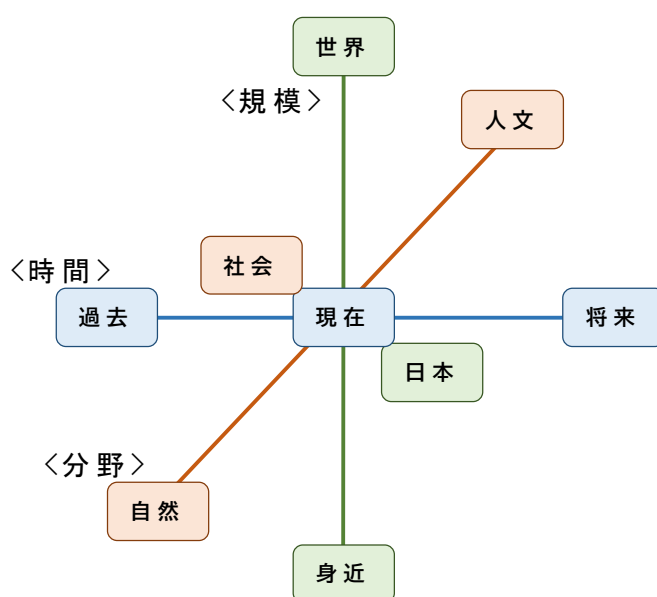 世界
〈規模〉
人文
社会
〈時間〉
過去
現在
将来
日本
〈分野〉
自然
身近